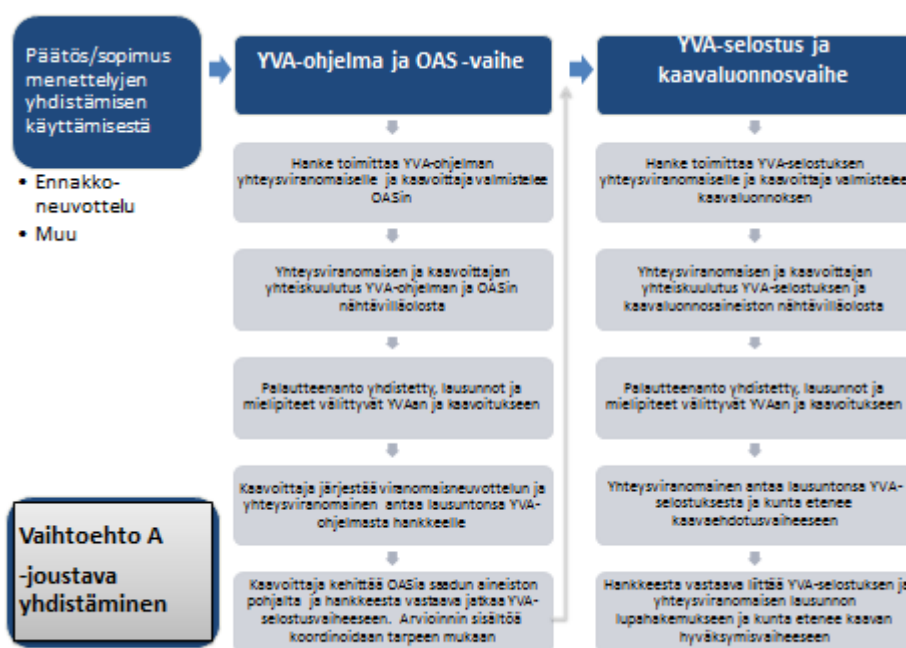 Päätös/sopimus
menettelyjen
yhdistämisen
käyttämisestä
• Ennakko-
neuvottelu
• Muu
Vaihtoehto A
-joustava
yhdistäminen
YVA-ohjelma ja OAS -vaihe
Hanke toimittaa YVA-ohjelman
yhteysviranomaiselle ja kaavoittaja valmistelee
OASin
Yhteysviranomaisen ja kaavoittajan
yhteiskuulutus YVA-ohjelman ja OASin
nähtävilläolosta
Palautteenanto yhdistetty, lausunnot ja
mielipiteet välittyvät YVAan ja kaavoitukseen
Kaavoittaja järjestää viranomaisneuvottelun ja
yhteysviranomainen antaa lausuntonsa YVA-
ohjelmasta hankkeelle
Kaavoittaja kehittää OASia saadun aineiston
pohjalta ja hankkeesta vastaava jatkaa YVA-
selostusvaiheeseen. Arvioinnin sisältöä
koordinoidaan tarpeen mukaan
YVA-selostus ja
kaavaluonnosvaihe
Hanke toimittaa YVA-selostuksen
yhteysviranomaiselle ja kaavoittaja valmistelee
kaavaluonnoksen
Yhteysviranomaisen ja kaavoittajan
yhteiskuulutus YVA-selostuksen ja
kaavaluonnosaineiston nähtävilläolosta
Palautteenanto yhdistetty, lausunnot ja
mielipiteet välittyvät YVAan ja kaavoitukseen
Yhteysviranomainen antaa lausuntonsa YVA-
selostuksesta ja kunta etenee
kaavaehdotusvaiheeseen
Hankkeesta vastaava liittää YVA-selostuksen ja
yhteysviranomaisen lausunnon
lupahakemukseen ja kunta etenee kaavan
hyväksymisvaiheeseen